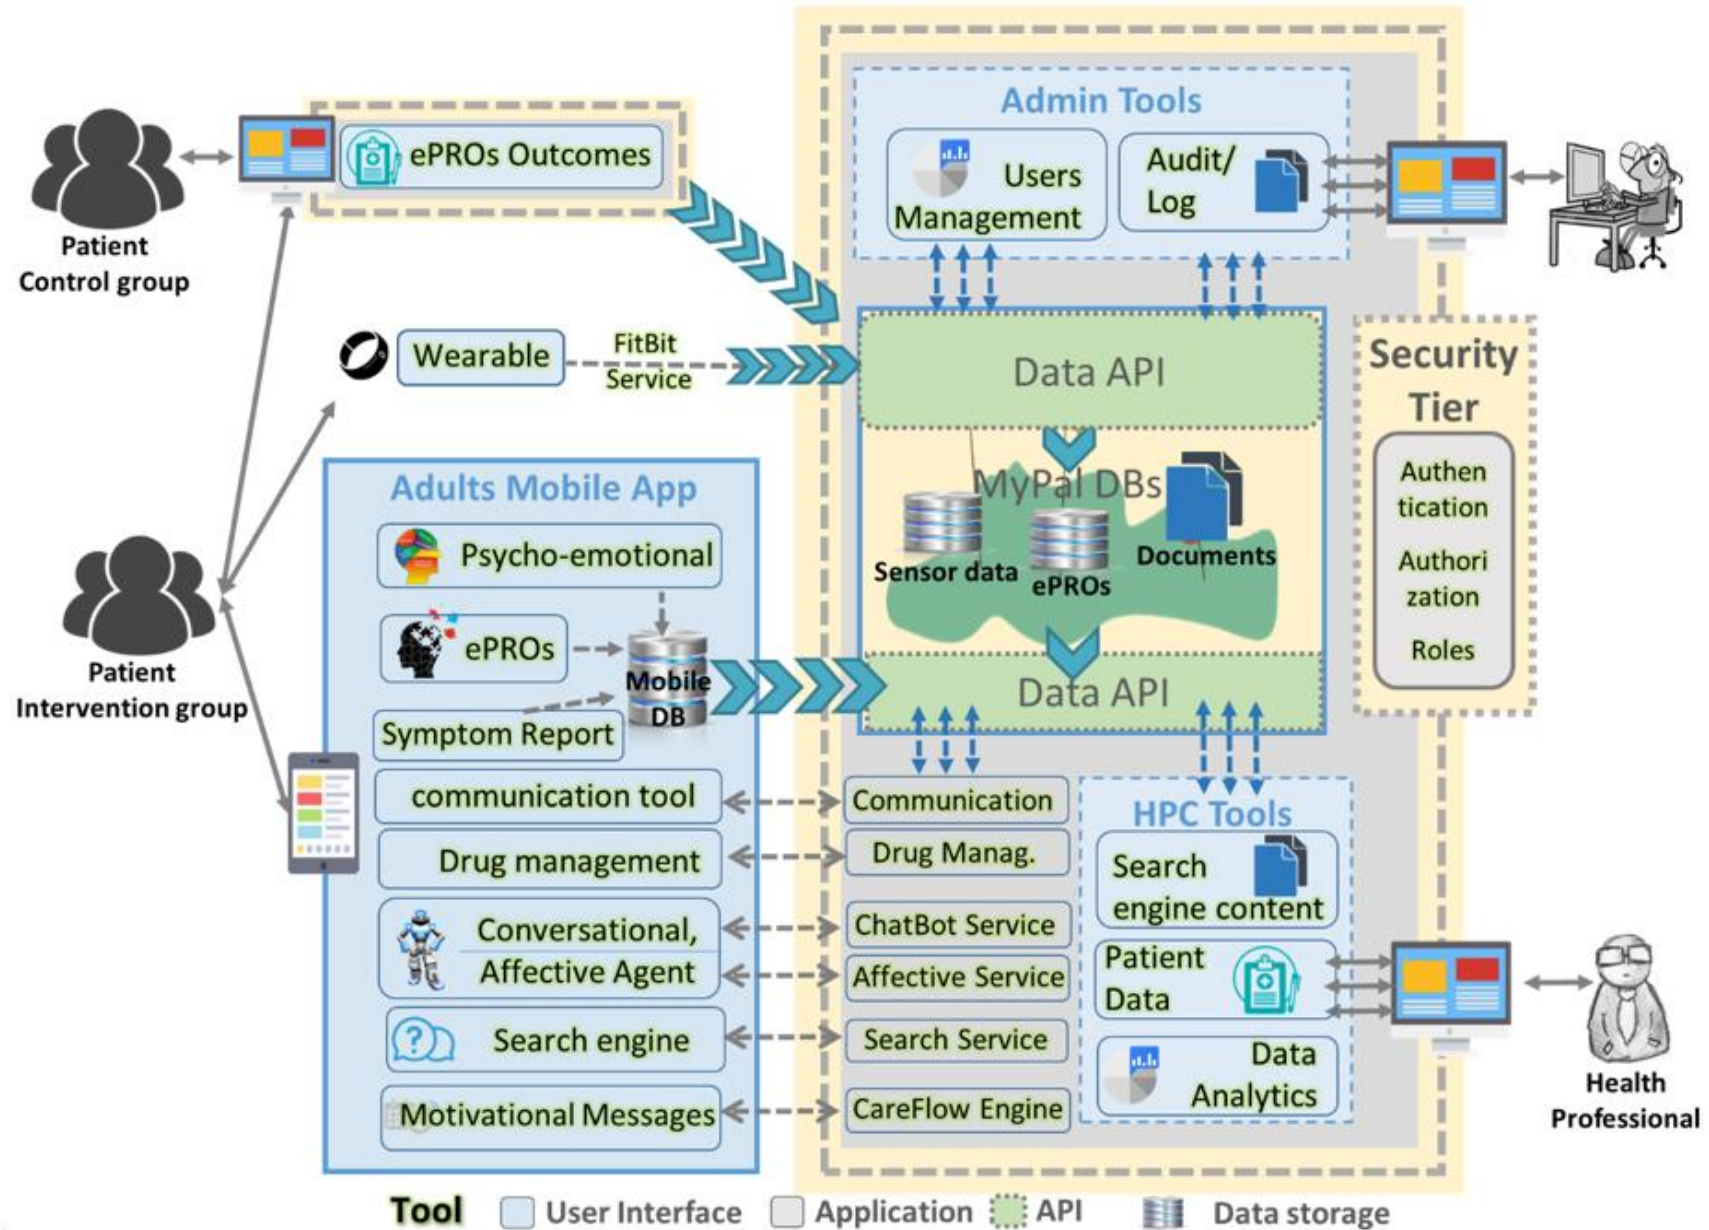 Admin Tools
ePROs Outcomes
Users
Management
Audit/
Log
Patient
Control group
Wearable
FitBit
Service
Data API
Security
Tier
Authen
tication
Authori
zation
Roles
MyPal DBs
Sensor data
ePROs
Documents
Data API
Adults Mobile App
Psycho-emotional
ePROs
Mobile
DB
Symptom Report
communication tool
Drug management
Conversational,
Affective Agent
Search engine
Motivational Messages
Patient
Intervention group
Communication
Drug Manag.
ChatBot Service
Affective Service
Search Service
CareFlow Engine
HPC Tools
Search
engine content
Patient
Data
Data
Analytics
Health
Professional
Tool
User Interface
Application
API
Data storage